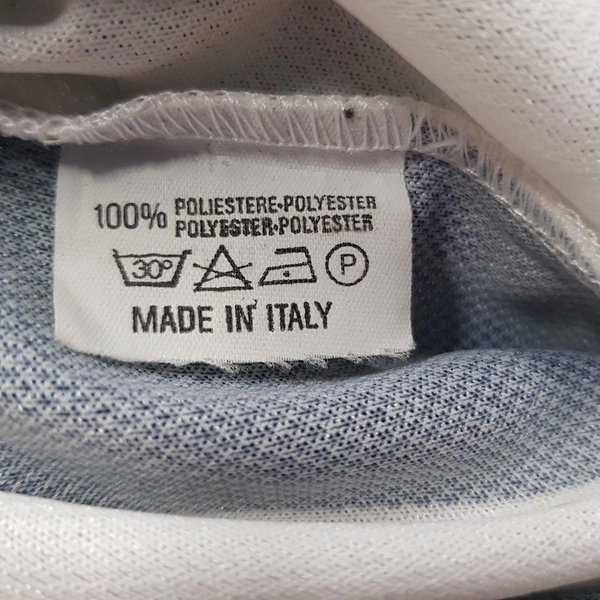 100% POLIESTERE·POLYESTER
POLYESTER·POLYESTER
30° P
MADE IN ITALY